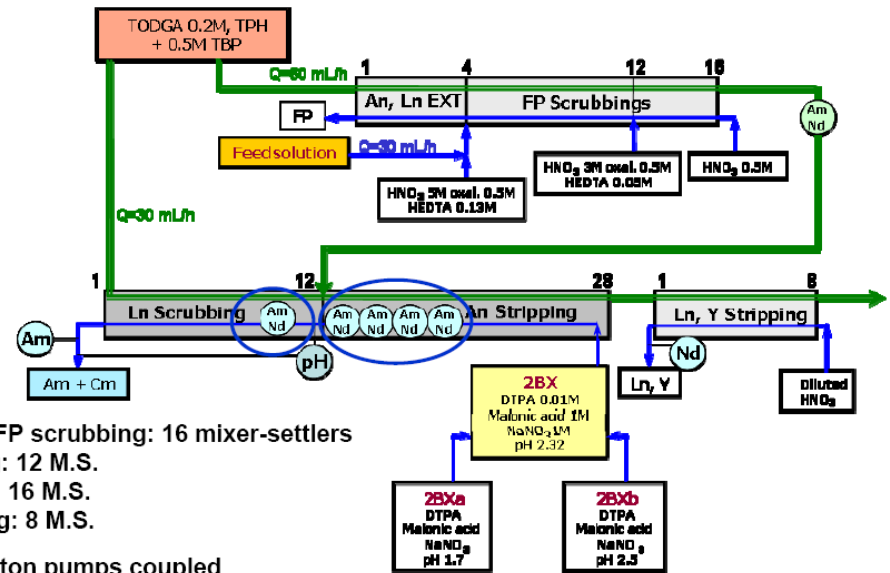 TODGA 0.2M, TPH
+ 0.5M TBP
Q=60 mL/h
1
4
12
16
An, Ln EXT
FP Scrubbings
FP
Am
Nd
Feed solution
Q=30 mL/h
HNO3 5M oxal. 0.5M
HEDTA 0.13M
HNO3 3M oxal. 0.5M
HEDTA 0.05M
HNO3 0.5M
Q=30 mL/h
1
12
28
1
8
Ln Scrubbing
Am
Nd
Am
Nd
Am
Nd
Am
Nd
Am
Nd
An Stripping
Ln, Y Stripping
Am
pH
Nd
Am + Cm
2BX
DTPA 0.01M
Malonic acid 1M
NaNO3 1M
pH 2.32
Ln, Y
Diluted
HNO3
FP scrubbing: 16 mixer-settlers
: 12 M.S.
16 M.S.
g: 8 M.S.
2BXa
DTPA
Malonic acid
NaNO3
pH 1.7
2BXb
DTPA
Malonic acid
NaNO3
pH 2.5
ton pumps coupled